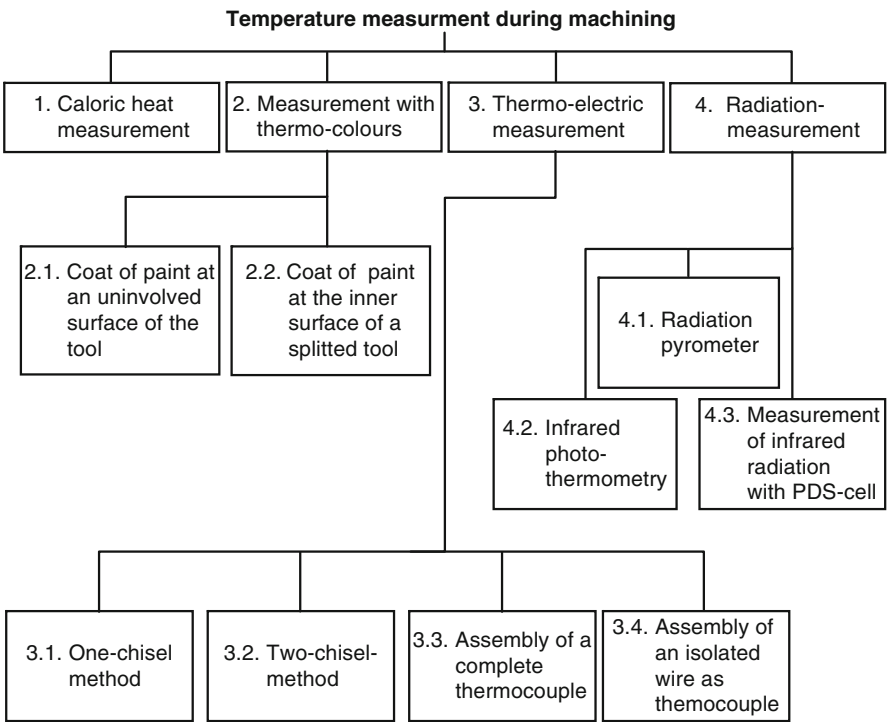 Temperature measurment during machining
1. Caloric heat
measurement
2. Measurement with
thermo-colours
3. Thermo-electric
measurement
4. Radiation-
measurement
2.1. Coat of paint at
an uninvolved
surface of the
tool
2.2. Coat of paint
at the inner
surface of a
splitted tool
4.1. Radiation
pyrometer
4.2. Infrared
photo-
thermometry
4.3. Measurement
of infrared
radiation
with PDS-cell
3.1. One-chisel
method
3.2. Two-chisel-
method
3.3. Assembly of a
complete
thermocouple
3.4. Assembly of
an isolated
wire as
themocouple